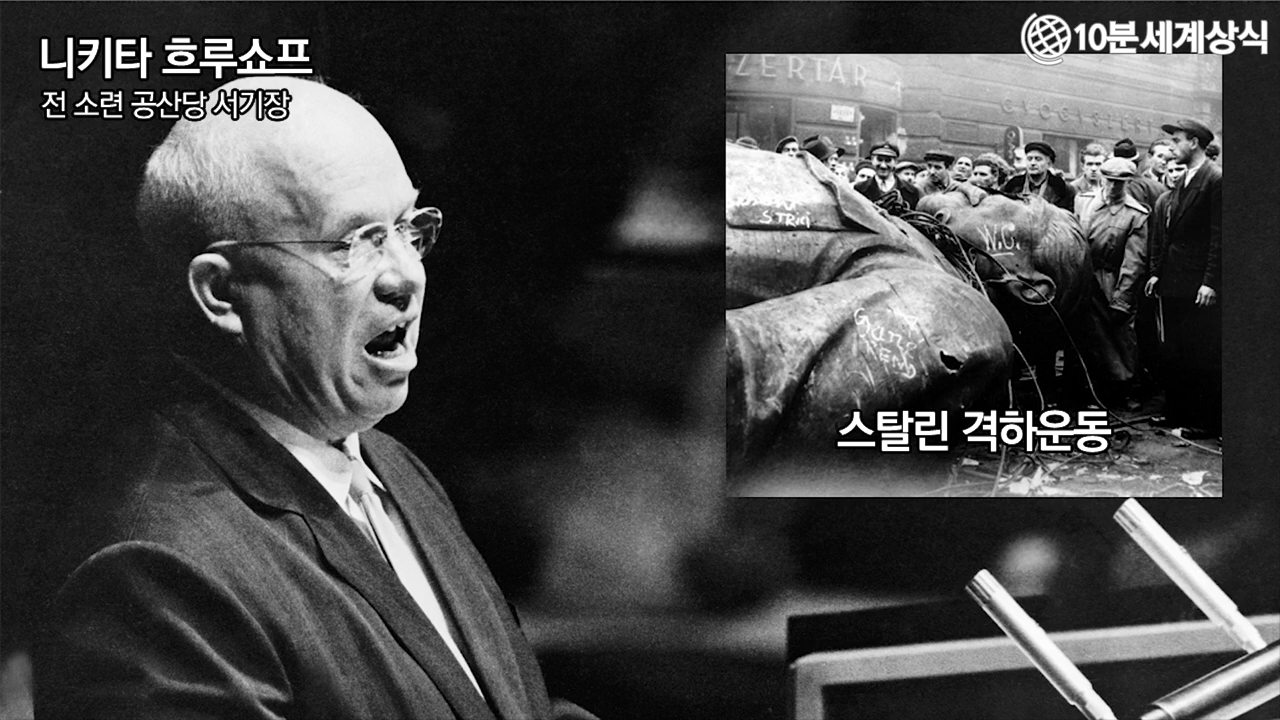 니키타 흐루쇼프
전 소련 공산당 서기장
10분세계상식
ZERTÁR
W.C.
스탈린 격하운동